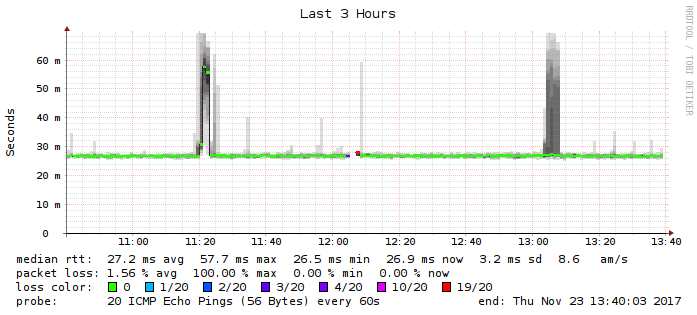 Last 3 Hours
RRDTOOL / TOBI OETIKER
Seconds
60 m
50 m
40 m
30 m
20 m
10 m
0
11:00 11:20 11:40 12:00 12:20 12:40 13:00 13:20 13:40
median rtt: 27.2 ms avg 57.7 ms max 26.5 ms min 26.9 ms now 3.2 ms sd 8.6 am/s
packet loss: 1.56 % avg 100.00 % max 0.00 % min 0.00 % now
loss color: 0 1/20 2/20 3/20 4/20 10/20 19/20
probe: 20 ICMP Echo Pings (56 Bytes) every 60s end: Thu Nov 23 13:40:03 2017